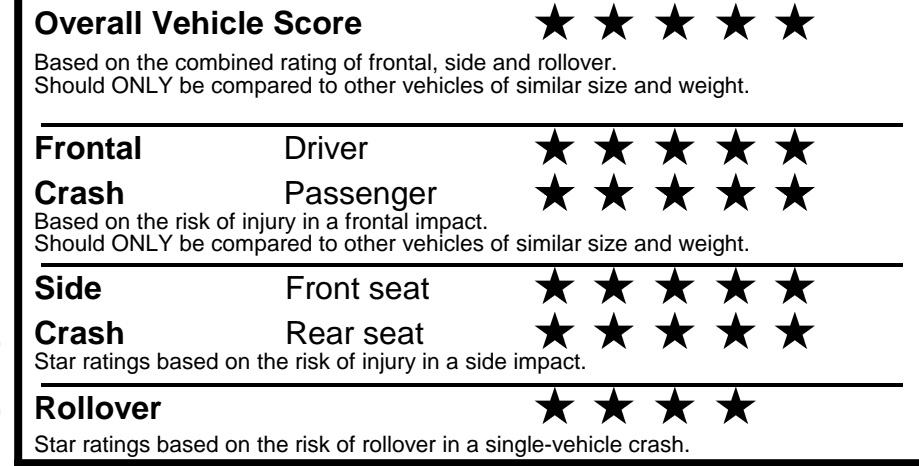 Overall Vehicle Score ★ ★ ★ ★ ★
Based on the combined rating of frontal, side and rollover.
Should ONLY be compared to other vehicles of similar size and weight.
Frontal Driver ★ ★ ★ ★ ★
Crash Passenger ★ ★ ★ ★ ★
Based on the risk of injury in a frontal impact.
Should ONLY be compared to other vehicles of similar size and weight.
Side Front seat ★ ★ ★ ★ ★
Crash Rear seat ★ ★ ★ ★ ★
Star ratings based on the risk of injury in a side impact.
Rollover ★ ★ ★ ★
Star ratings based on the risk of rollover in a single-vehicle crash.